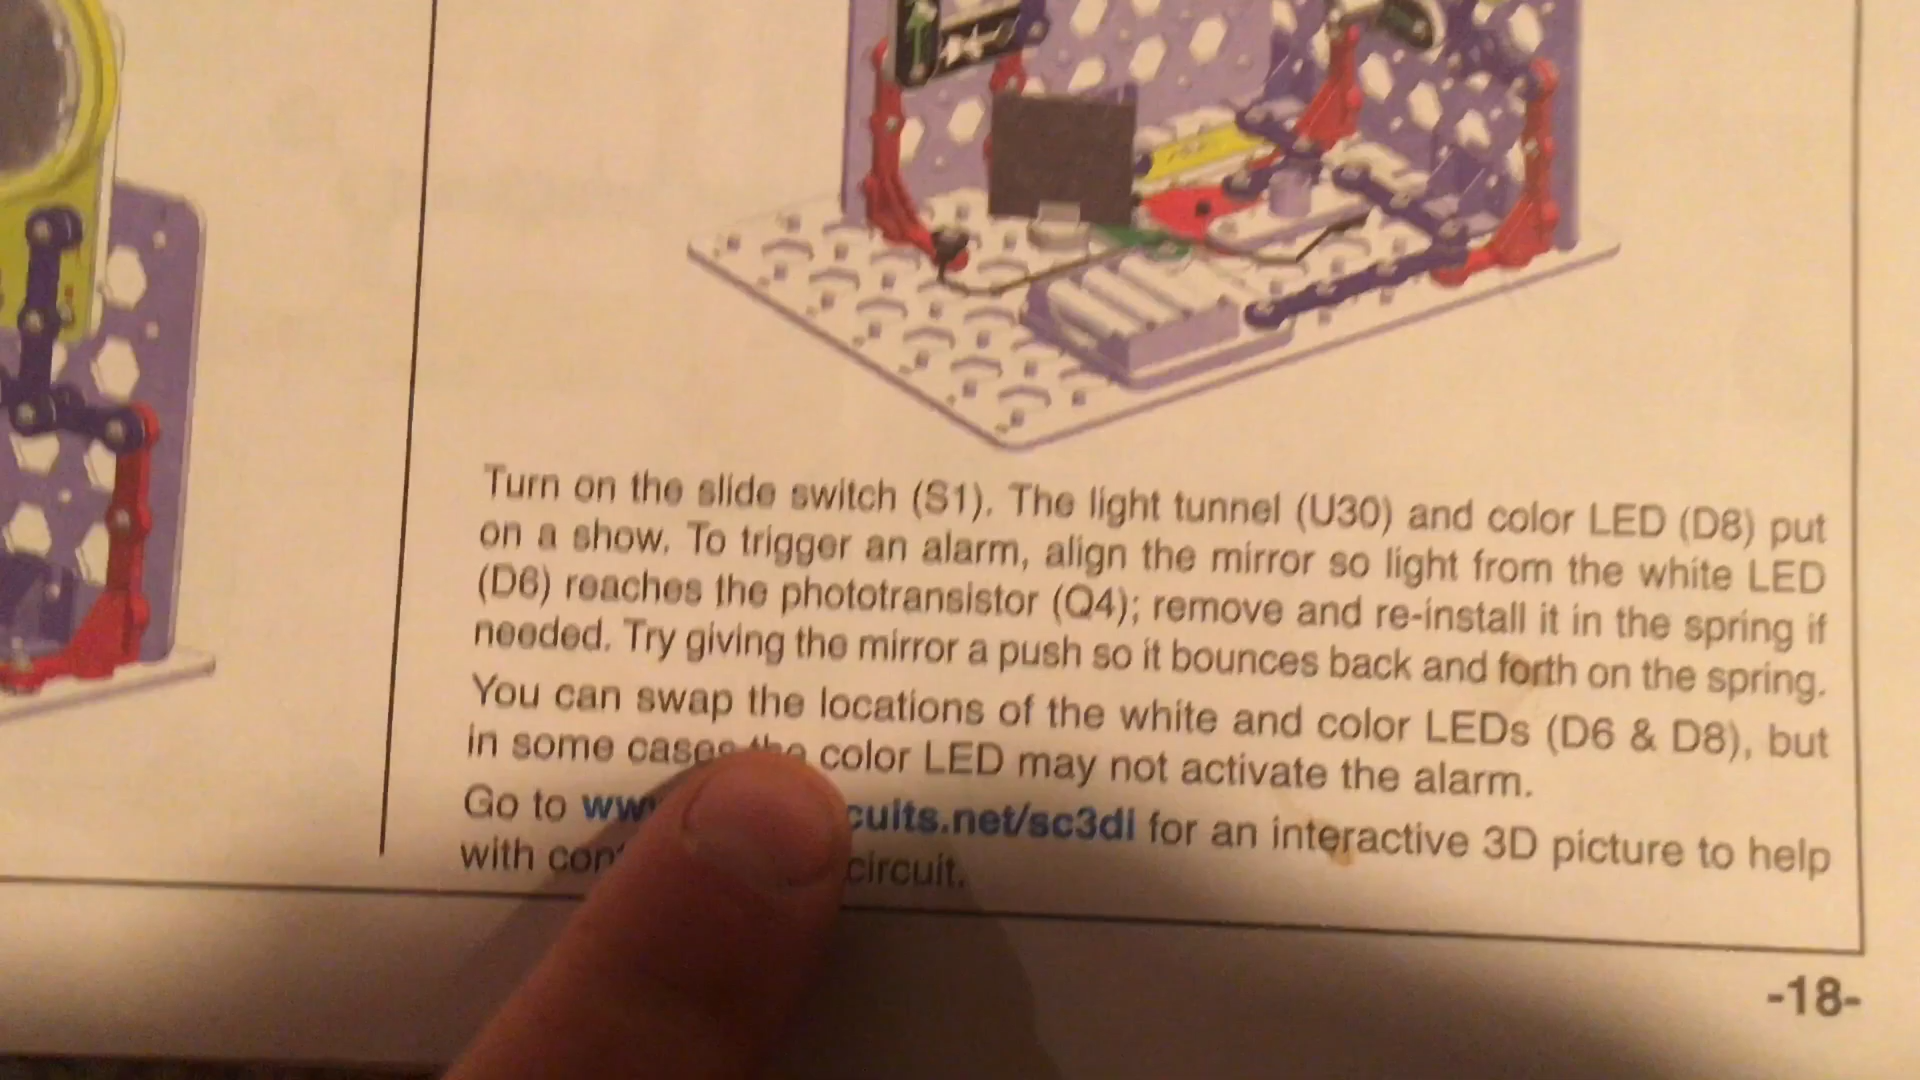 Turn on the slide switch (S1). The light tunnel (U30) and color LED (D8) put
on a show. To trigger an alarm, align the mirror so light from the white LED
(D6) reaches the phototransistor (Q4); remove and re-install it in the spring if
needed. Try giving the mirror a push so it bounces back and forth on the spring.
You can swap the locations of the white and color LEDs (D6 & D8), but
in some cases the color LED may not activate the alarm.
Go to cuits.net/sc3dl for an interactive 3D picture to help
with circuit.
-18-